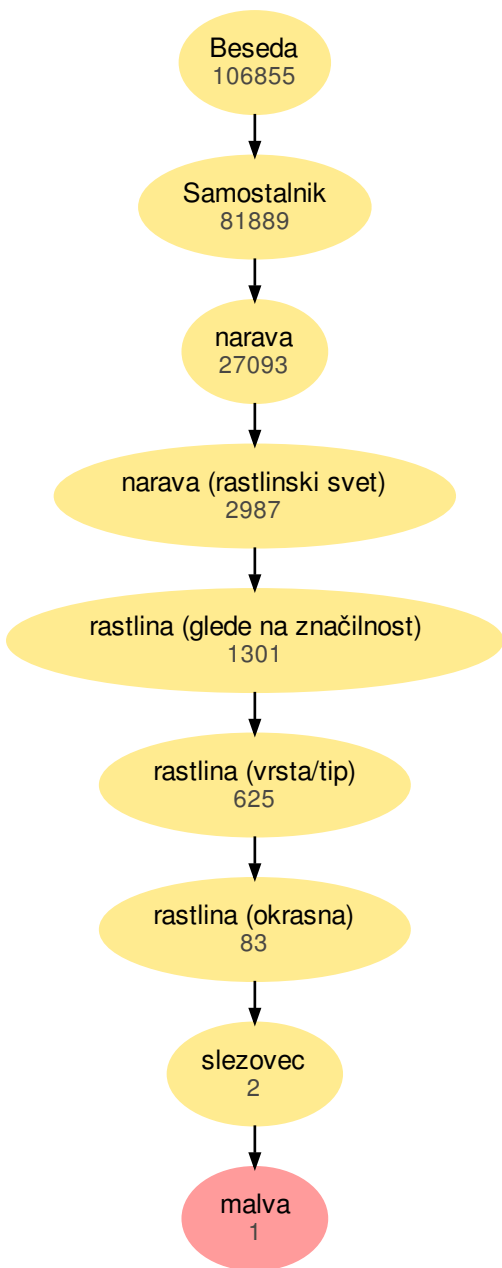 Beseda
106855
Samostalnik
81889
narava
27093
narava (rastlinski svet)
2987
rastlina (glede na značilnost)
1301
rastlina (vrsta/tip)
625
rastlina (okrasna)
83
slezovec
2
malva
1